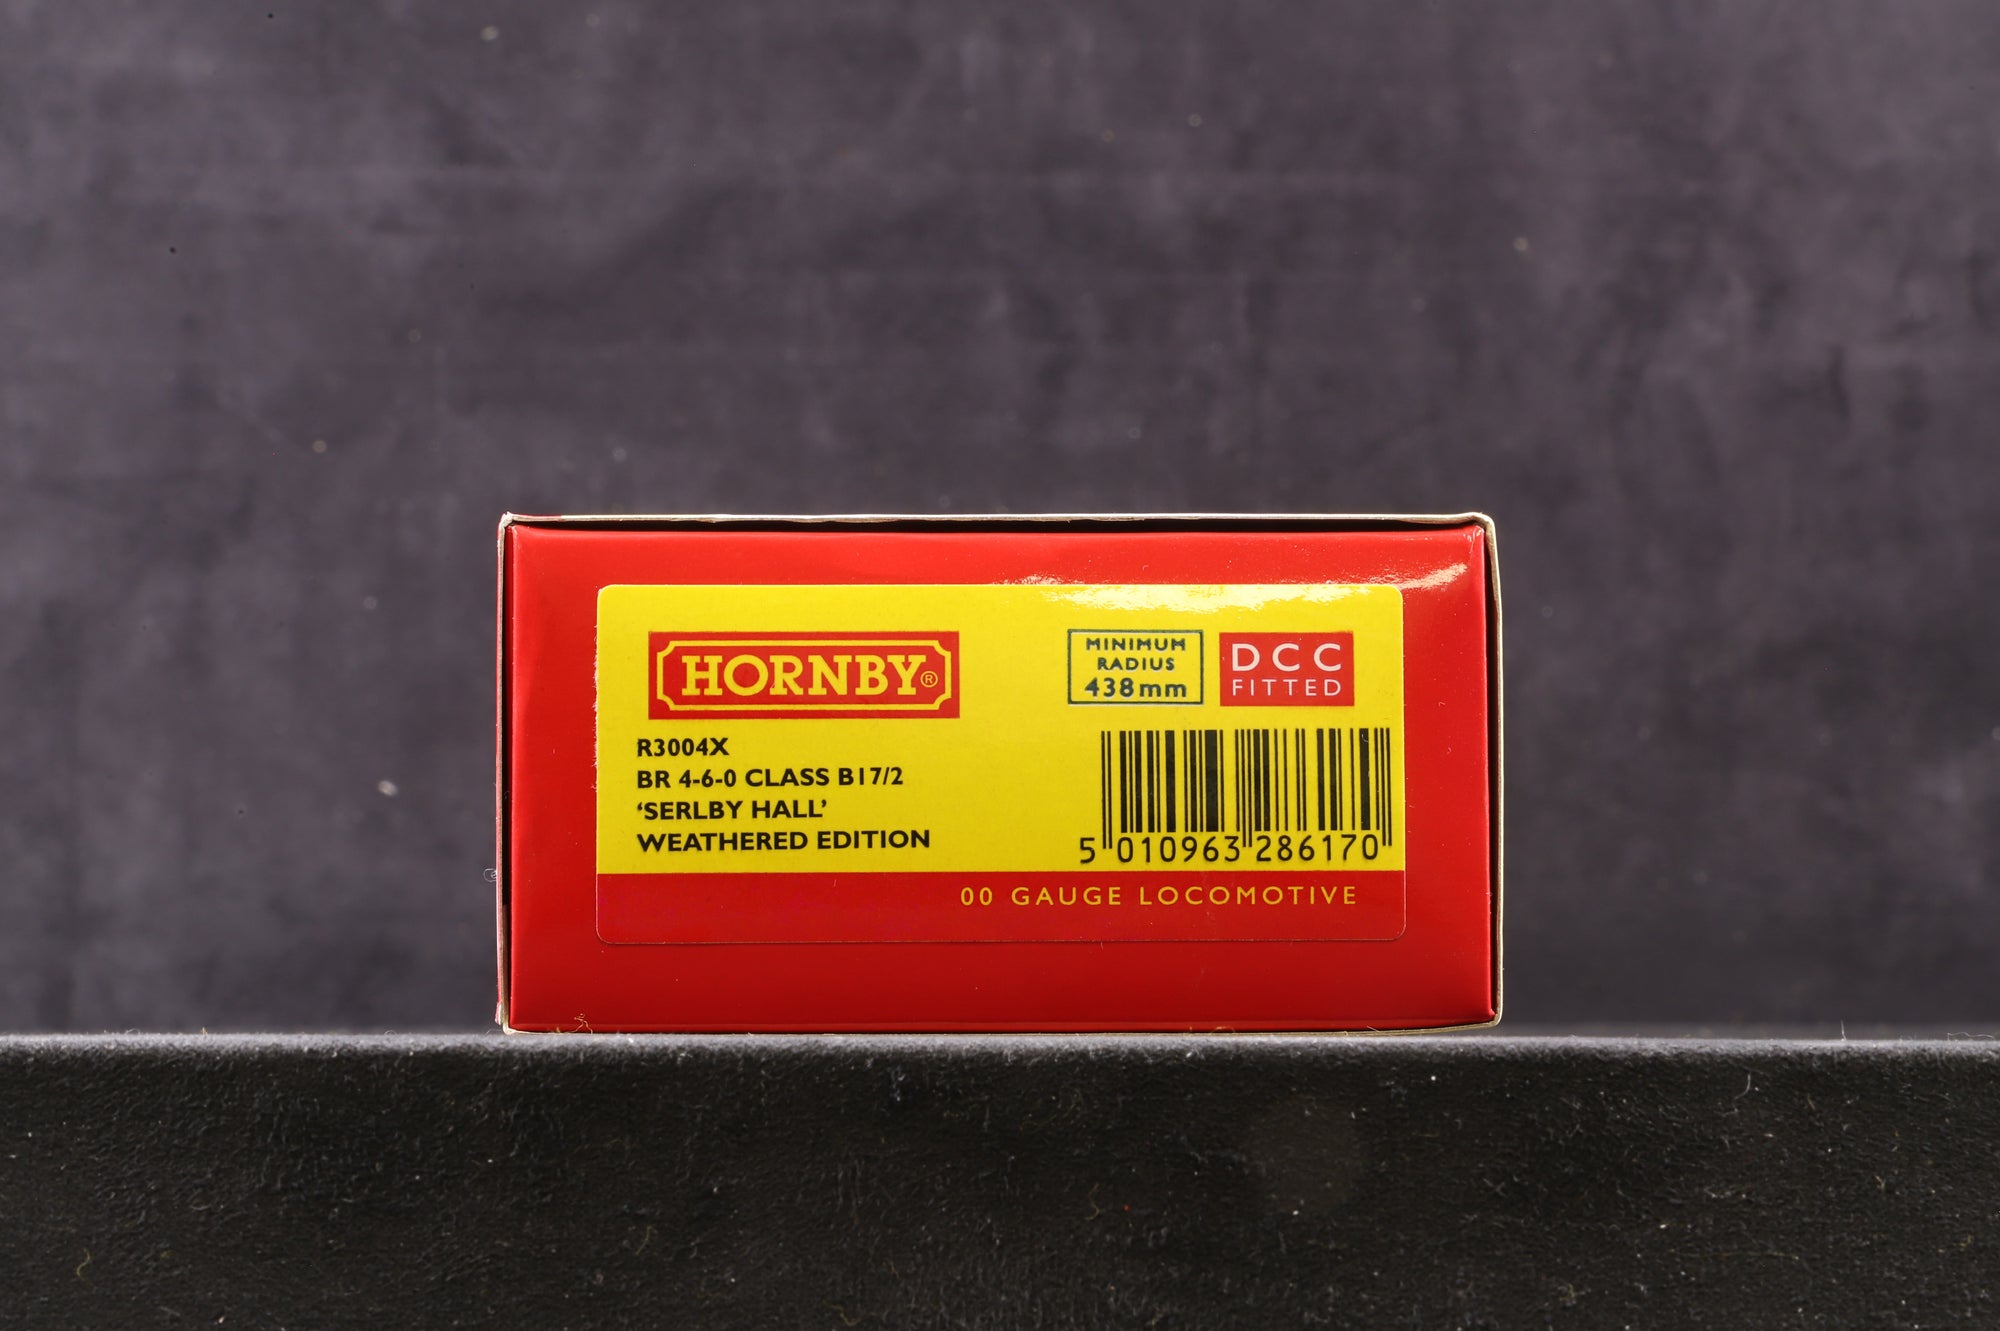 HORNBY®
MINIMUM
RADIUS
438mm
DCC
FITTED
R3004X
BR 4-6-0 CLASS B17/2
‘SERLBY HALL’
WEATHERED EDITION
5 010963 286170
00 GAUGE LOCOMOTIVE